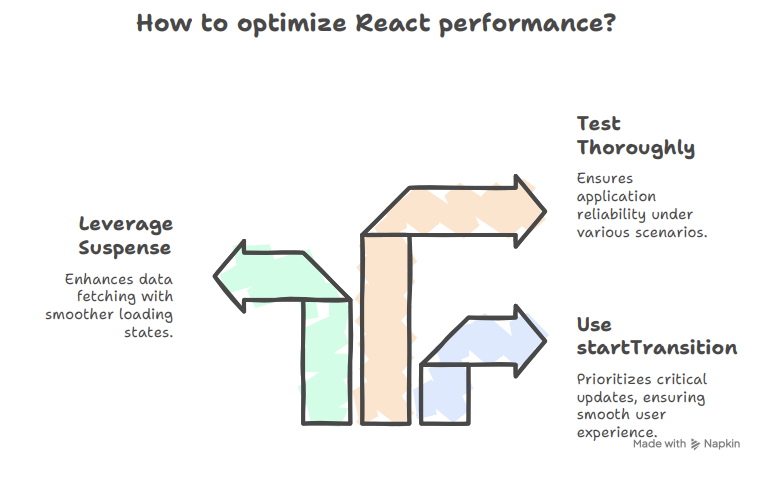 How to optimize React performance?
Test
Thoroughly
Ensures
application
reliability under
various scenarios.
Leverage
Suspense
Enhances data
fetching with
smoother loading
states.
Use
startTransition
Prioritizes critical
updates, ensuring
smooth user
experience.
Made with Napkin